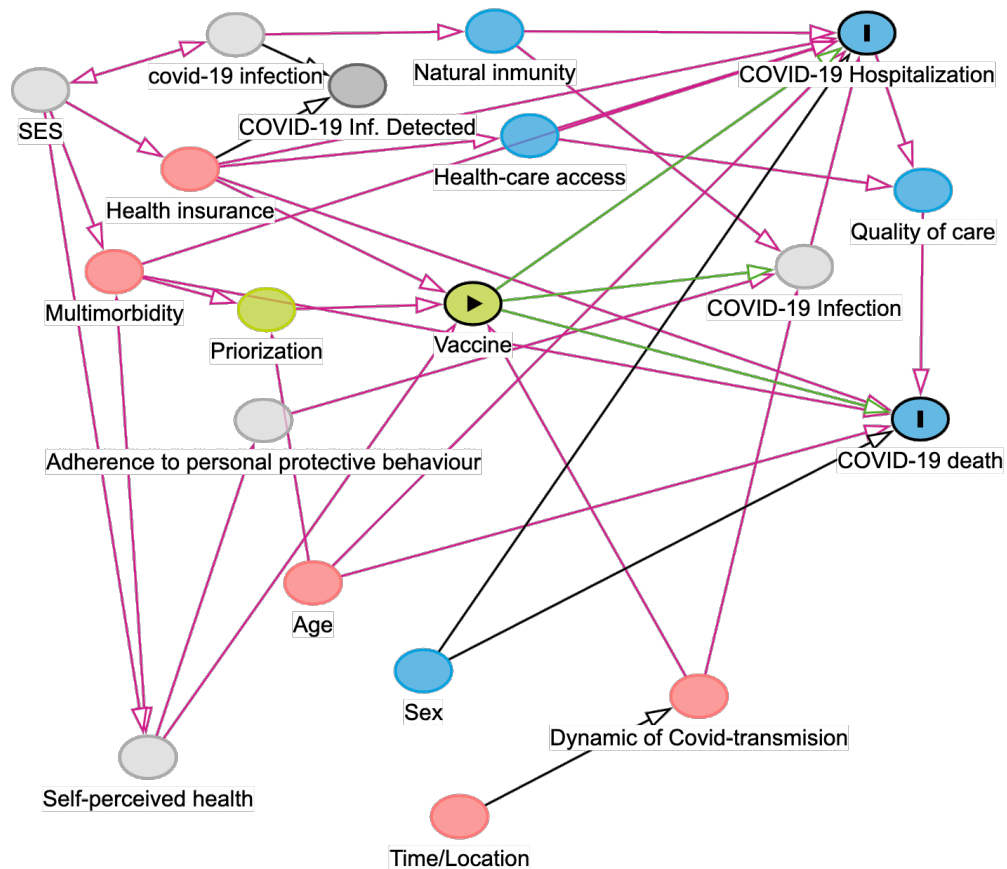 covid-19 infection
Natural inmunity
COVID-19 Hospitalization
SES
COVID-19 Inf. Detected
Health-care access
Health insurance
Quality of care
Multimorbidity
COVID-19 Infection
Priorization
Vaccine
Adherence to personal protective behaviour
COVID-19 death
Age
Sex
Dynamic of Covid-transmision
Self-perceived health
Time/Location